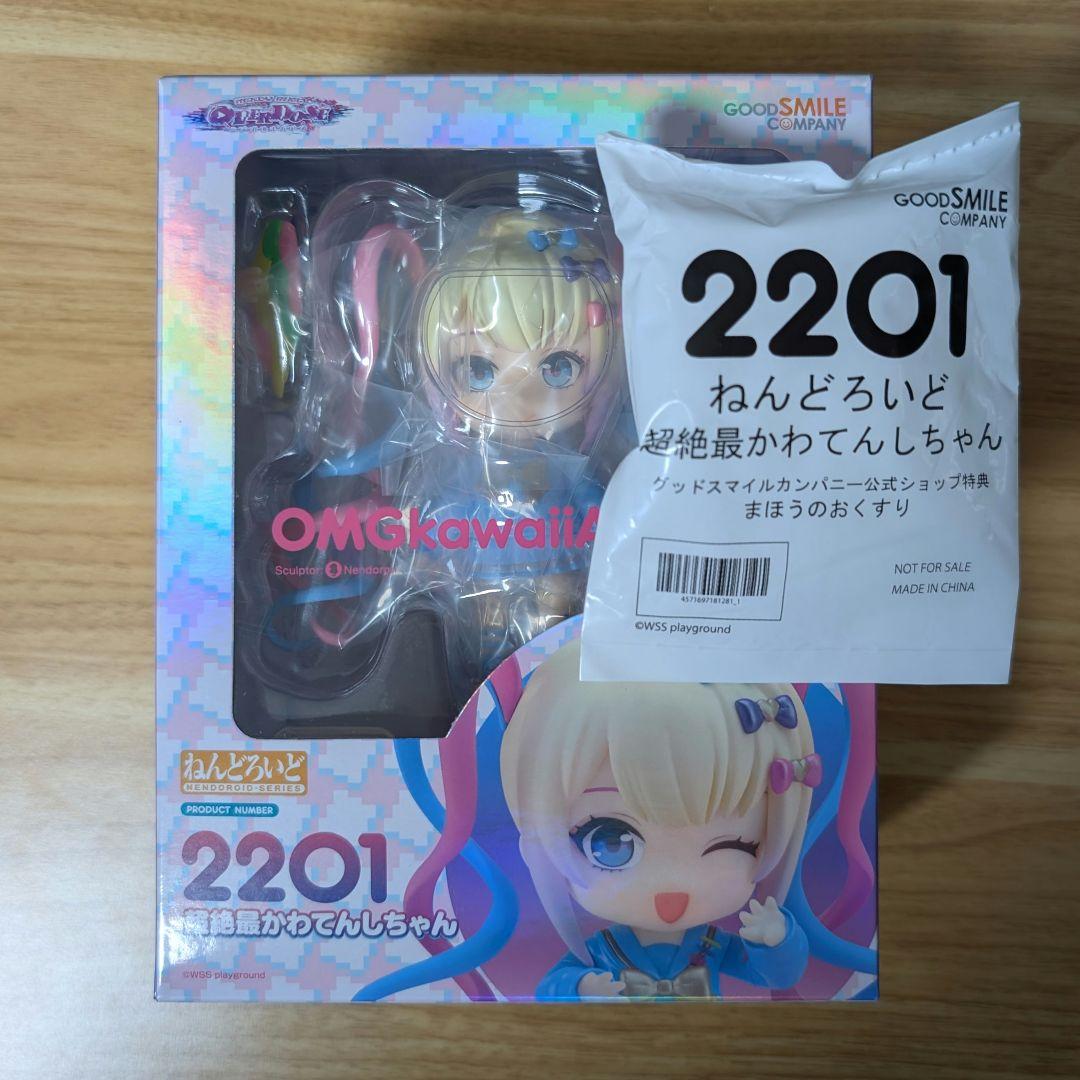 OVERDOSE
GOOD SMILE
COMPANY
OMGkawaiiA
Sculptor: Nendoro
GOODSMILE
COMPANY
2201
ねんどろいど
超絶最かわてんしちゃん
グッドスマイルカンパニー公式ショップ特典
まほうのおくすり
NOT FOR SALE
MADE IN CHINA
4571697181281_1
©WSS playground
ねんどろいど
NENDOROID·SERIES
PRODUCT NUMBER
2201
超絶最かわてんしちゃん
©WSS playground